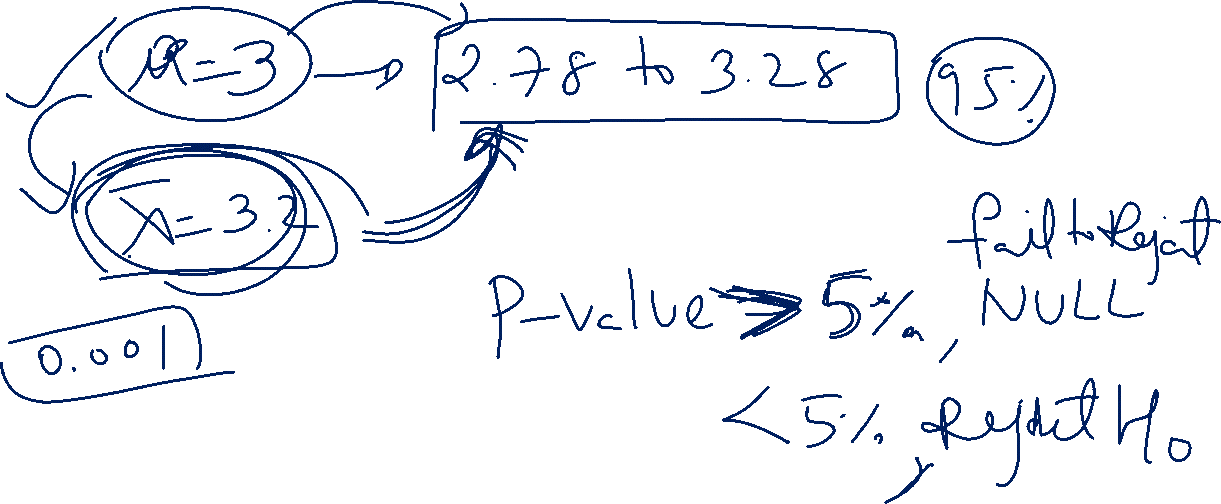 μ=3 → 2.78 to 3.28 95%
x̄=3.2
fail to Reject
P-value > 5%, NULL
0.001
< 5%, Reject H₀